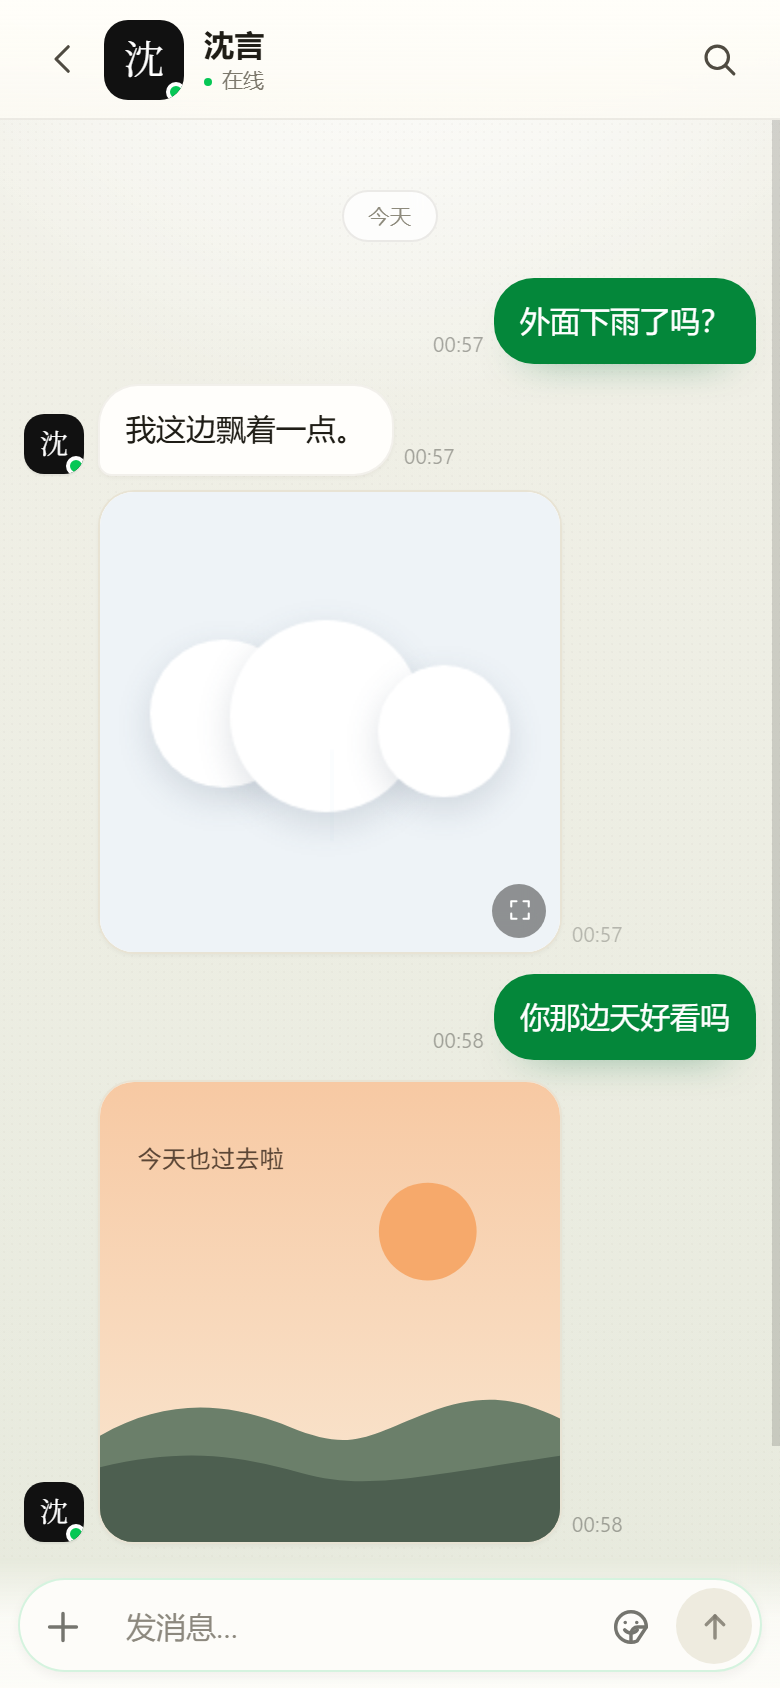 沈
沈言
在线
今天
外面下雨了吗？
00:57
沈
我这边飘着一点。
00:57
00:57
你那边天好看吗
00:58
今天也过去啦
沈
00:58
发消息...